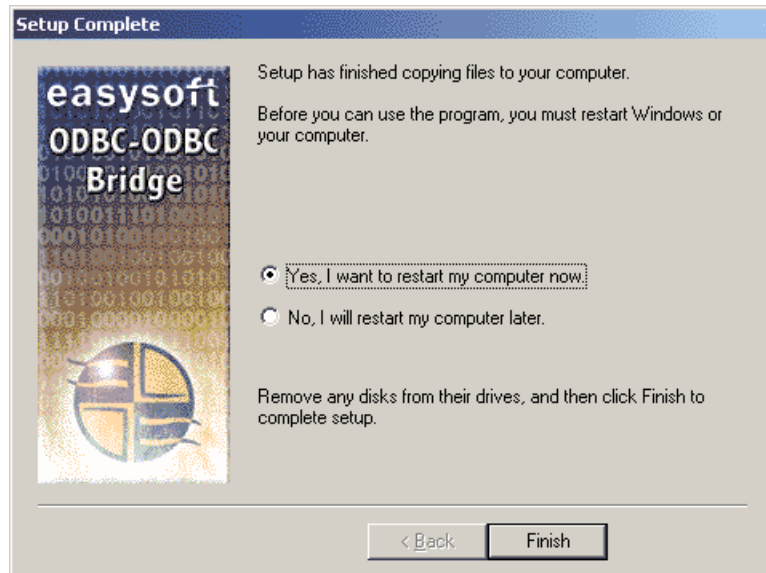 Setup Complete
easysoft
ODBC-ODBC
Bridge
Setup has finished copying files to your computer.
Before you can use the program, you must restart Windows or
your computer.
Yes, I want to restart my computer now.
No, I will restart my computer later.
Remove any disks from their drives, and then click Finish to
complete setup.
< Back
Finish